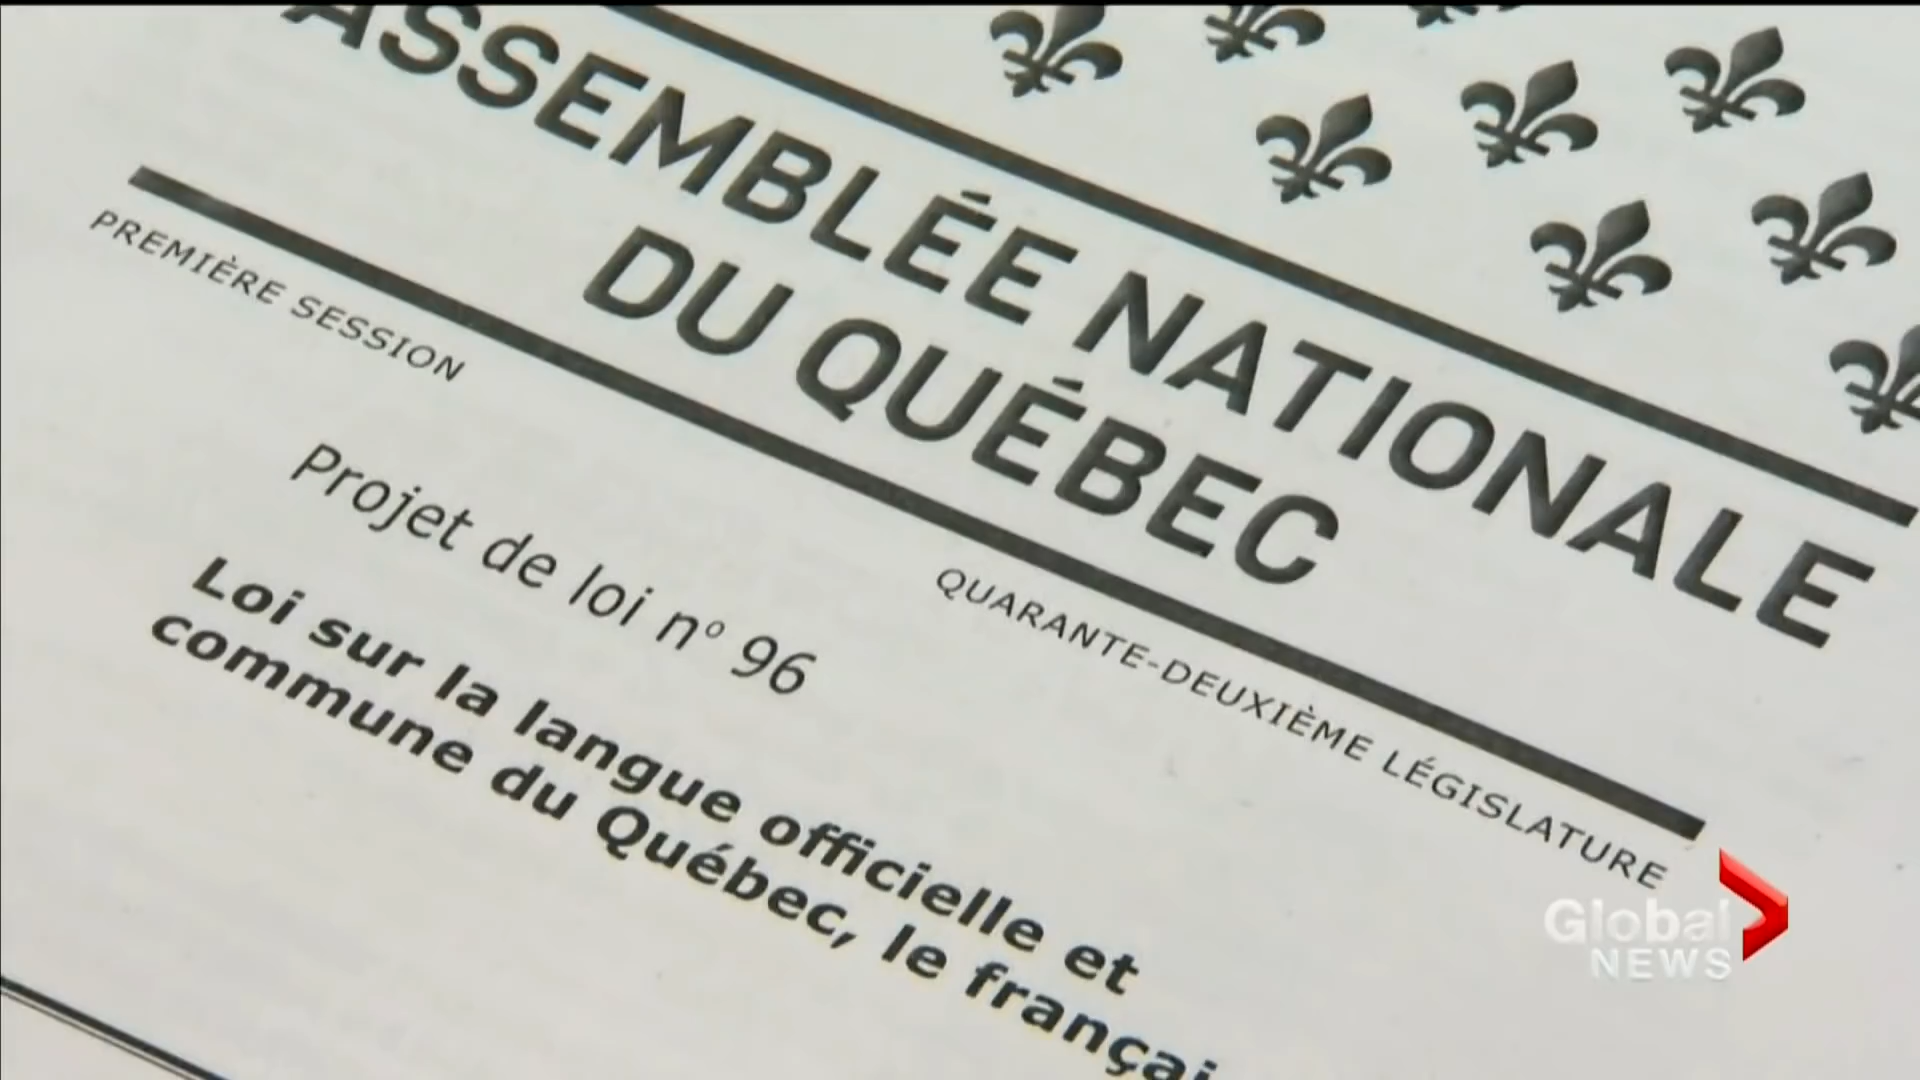 ASSEMBLÉE NATIONALE
DU QUÉBEC
PREMIÈRE SESSION
QUARANTE-DEUXIÈME LÉGISLATURE
Projet de loi nº 96
Loi sur la langue officielle et
commune du Québec, le françai
Global
NEWS